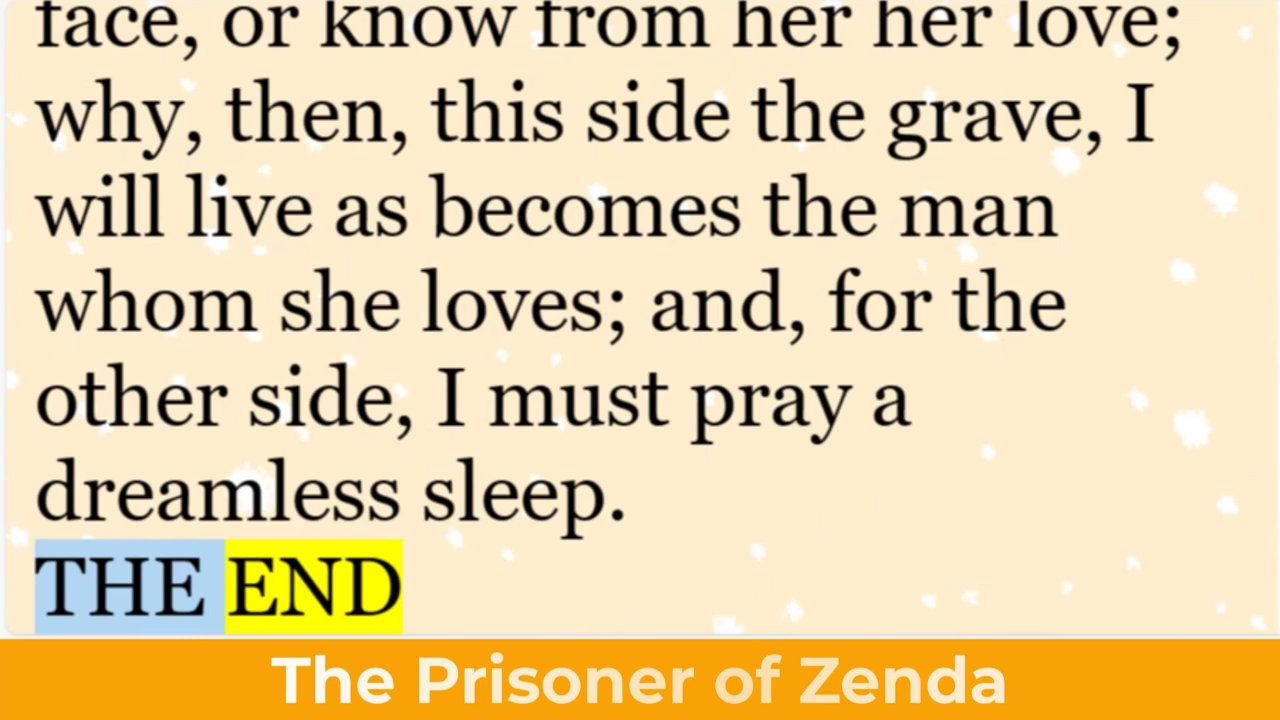 face, or know from her her love;
why, then, this side the grave, I
will live as becomes the man
whom she loves; and, for the
other side, I must pray a
dreamless sleep.
THE END
The Prisoner of Zenda